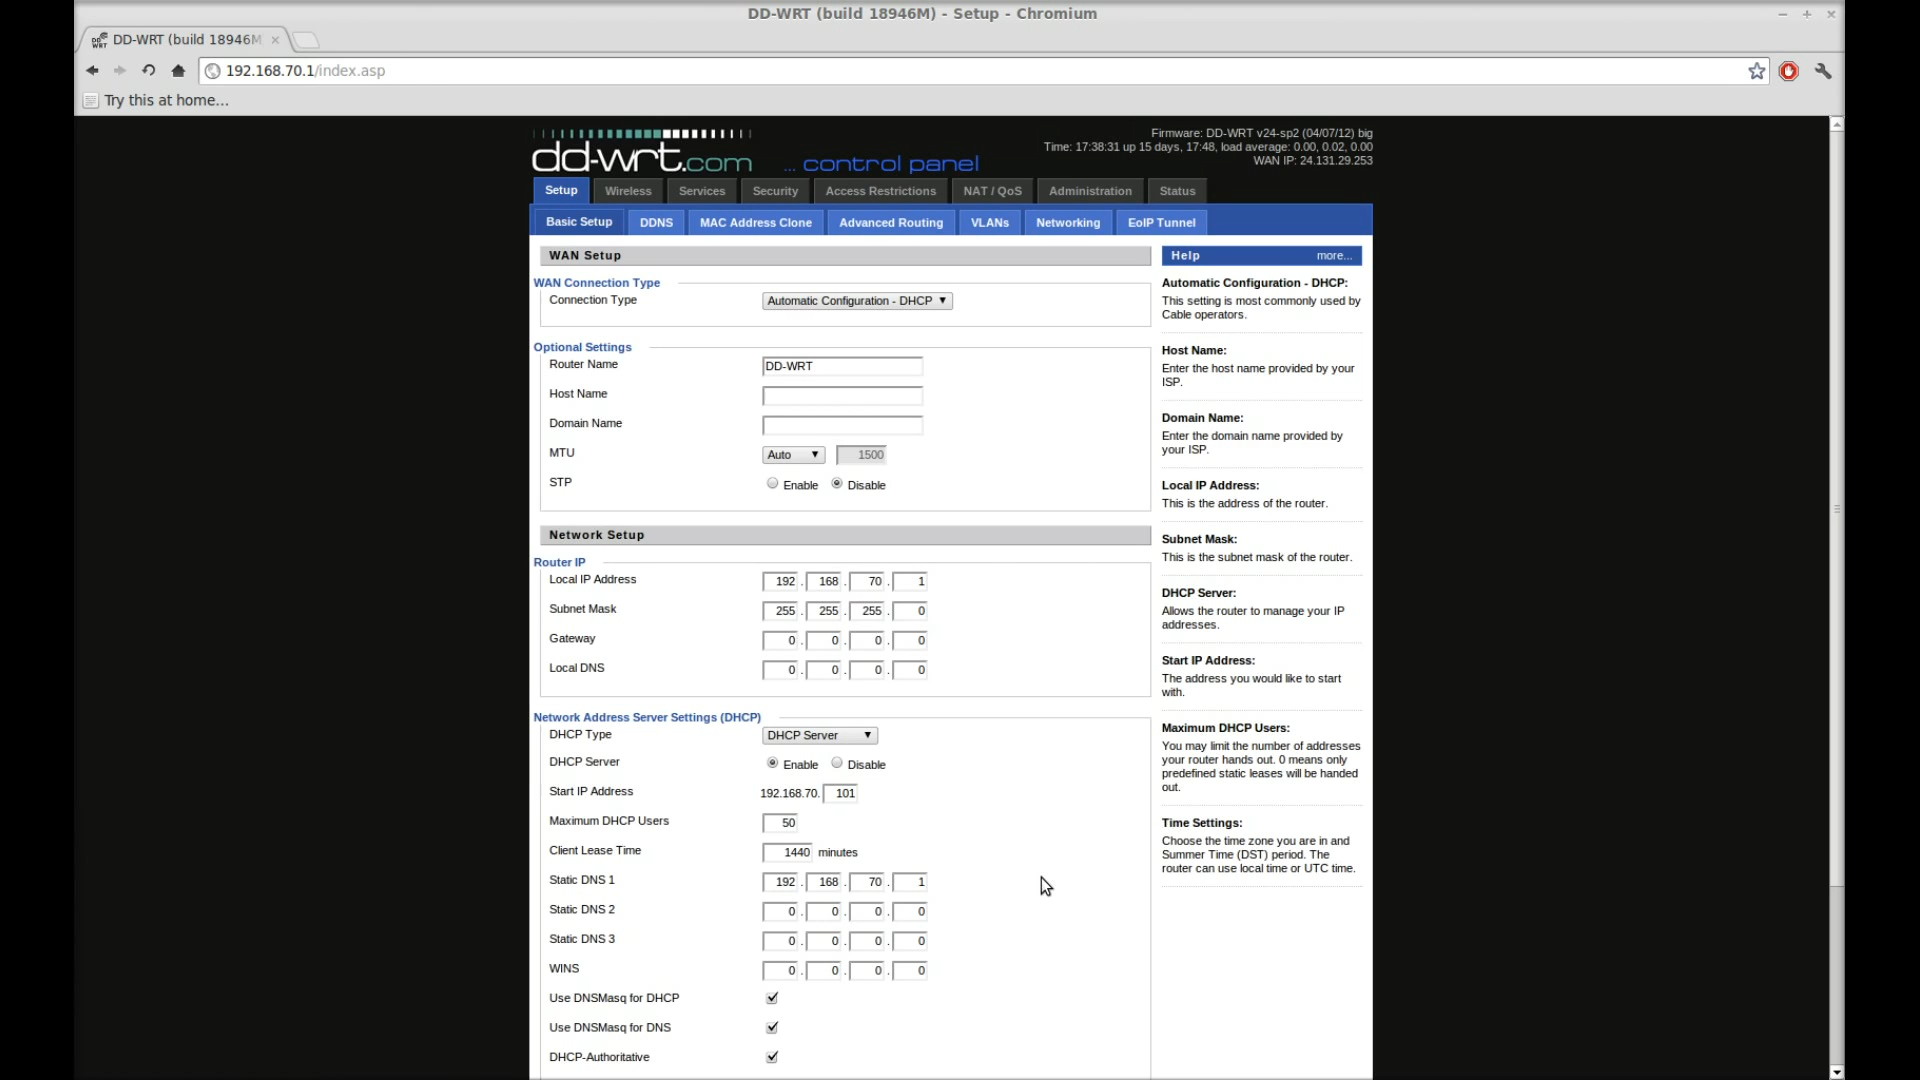 DD-WRT (build 18946M) - Setup - Chromium
DD-WRT (build 18946M
192.168.70.1/index.asp
Try this at home...
Firmware: DD-WRT v24-sp2 (04/07/12) big
dd-wrt.com ... control panel
Time: 17:38:31 up 15 days, 17:48, load average: 0.00, 0.02, 0.00
WAN IP: 24.131.29.253
Setup Wireless Services Security Access Restrictions NAT / QoS Administration Status
Basic Setup DDNS MAC Address Clone Advanced Routing VLANs Networking EoIP Tunnel
WAN Setup
WAN Connection Type
Connection Type Automatic Configuration - DHCP
Optional Settings
Router Name DD-WRT
Host Name
Domain Name
MTU Auto 1500
STP Enable Disable
Network Setup
Router IP
Local IP Address 192 . 168 . 70 . 1
Subnet Mask 255 . 255 . 255 . 0
Gateway 0 . 0 . 0 . 0
Local DNS 0 . 0 . 0 . 0
Network Address Server Settings (DHCP)
DHCP Type DHCP Server
DHCP Server Enable Disable
Start IP Address 192.168.70. 101
Maximum DHCP Users 50
Client Lease Time 1440 minutes
Static DNS 1 192 . 168 . 70 . 1
Static DNS 2 0 . 0 . 0 . 0
Static DNS 3 0 . 0 . 0 . 0
WINS 0 . 0 . 0 . 0
Use DNSMasq for DHCP
Use DNSMasq for DNS
DHCP-Authoritative
Help more...
Automatic Configuration - DHCP:
This setting is most commonly used by
Cable operators.
Host Name:
Enter the host name provided by your
ISP.
Domain Name:
Enter the domain name provided by
your ISP.
Local IP Address:
This is the address of the router.
Subnet Mask:
This is the subnet mask of the router.
DHCP Server:
Allows the router to manage your IP
addresses.
Start IP Address:
The address you would like to start
with.
Maximum DHCP Users:
You may limit the number of addresses
your router hands out. 0 means only
predefined static leases will be handed
out.
Time Settings:
Choose the time zone you are in and
Summer Time (DST) period. The
router can use local time or UTC time.